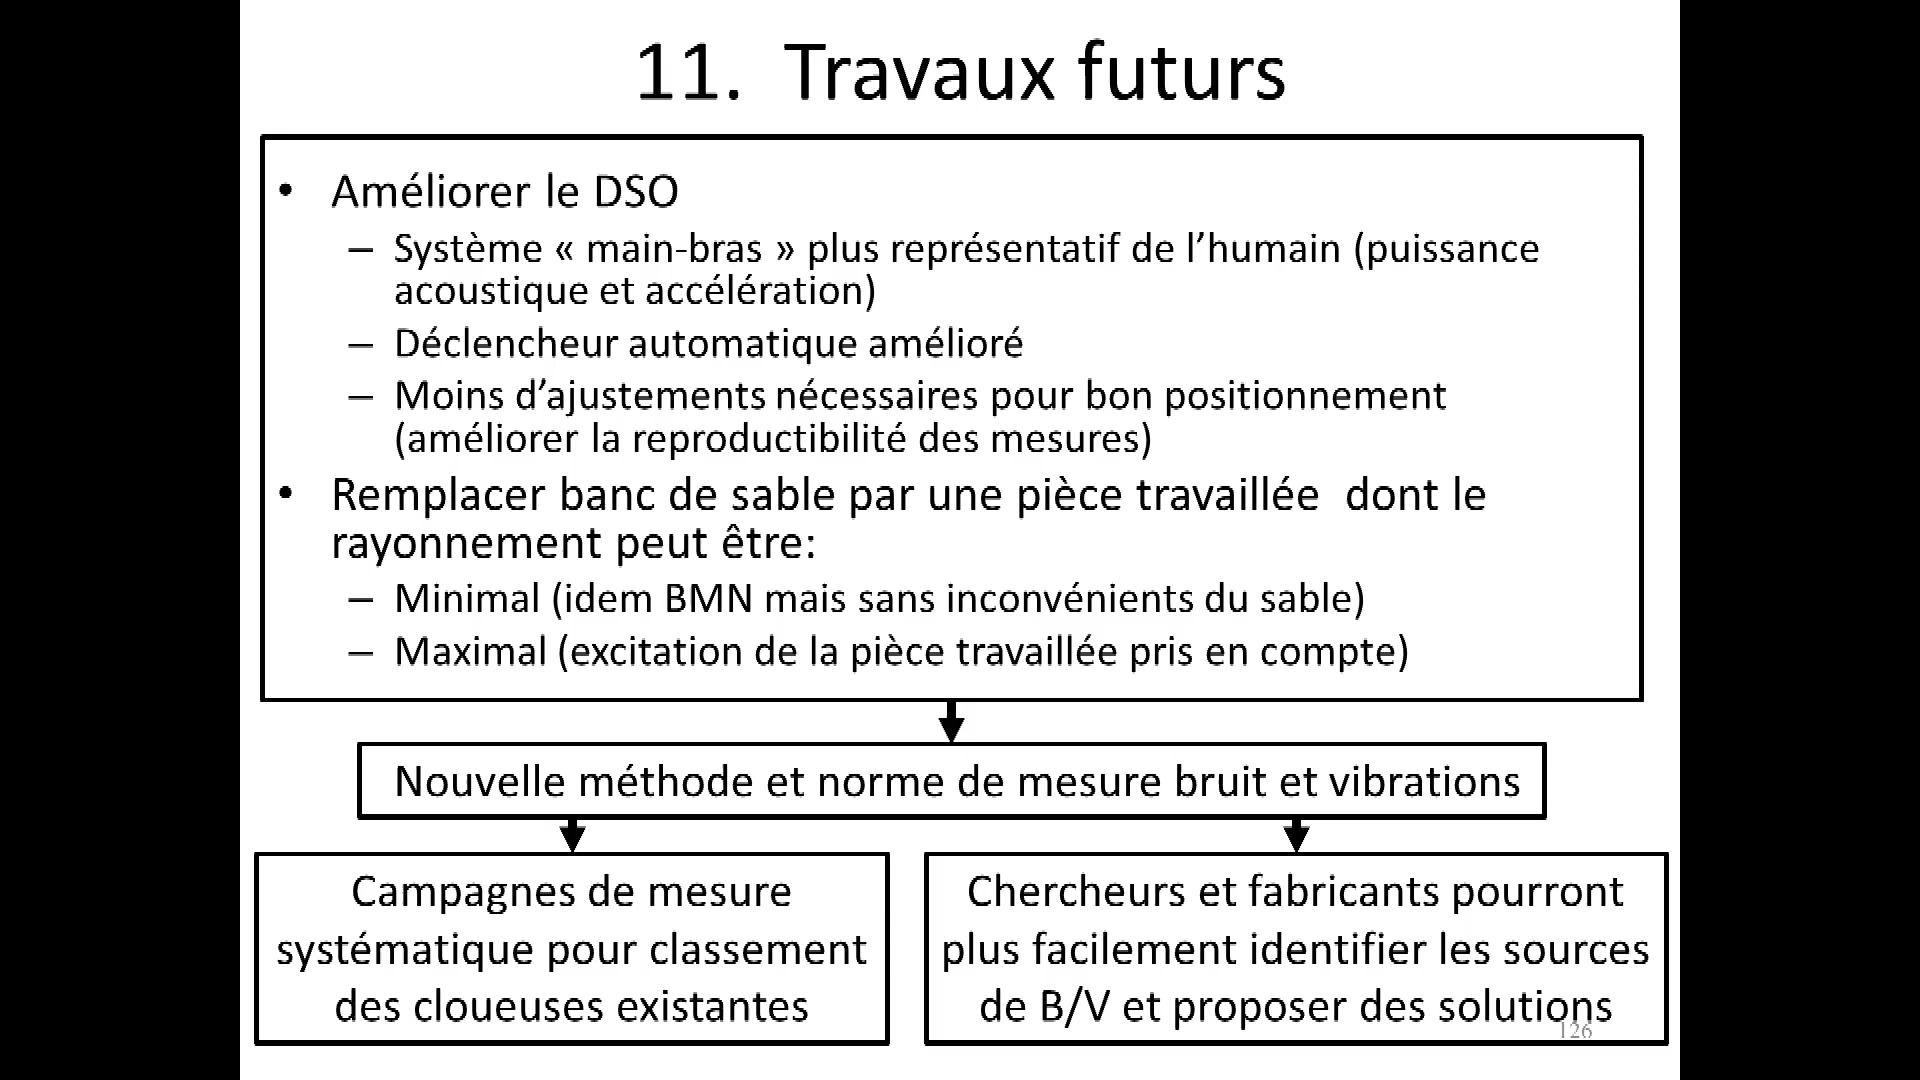 11. Travaux futurs
• Améliorer le DSO
– Système « main-bras » plus représentatif de l’humain (puissance
acoustique et accélération)
– Déclencheur automatique amélioré
– Moins d’ajustements nécessaires pour bon positionnement
(améliorer la reproductibilité des mesures)
• Remplacer banc de sable par une pièce travaillée dont le
rayonnement peut être:
– Minimal (idem BMN mais sans inconvénients du sable)
– Maximal (excitation de la pièce travaillée pris en compte)
Nouvelle méthode et norme de mesure bruit et vibrations
Campagnes de mesure
systématique pour classement
des cloueuses existantes
Chercheurs et fabricants pourront
plus facilement identifier les sources
de B/V et proposer des solutions
126